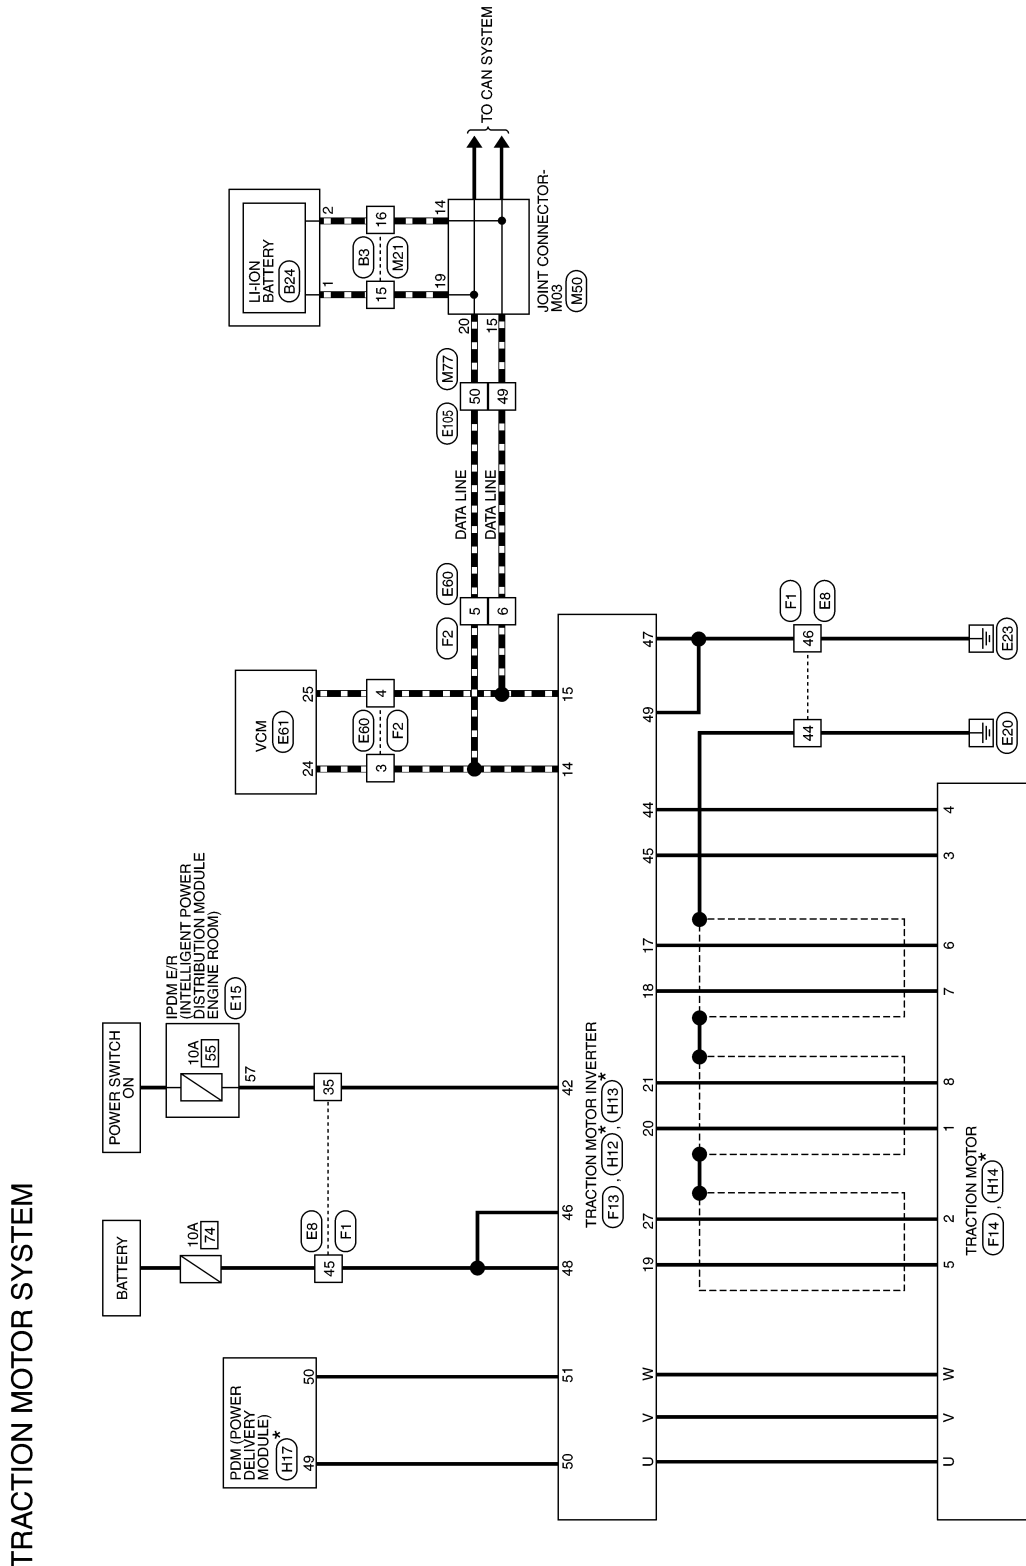 TRACTION MOTOR SYSTEM
BATTERY
10A
74
E8
F1
45
POWER SWITCH
ON
IPDM E/R
(INTELLIGENT POWER
DISTRIBUTION MODULE
ENGINE ROOM)
E15
10A
55
57
35
PDM (POWER
DELIVERY
MODULE)
*
H17
49
50
VCM
E61
24
25
E60
F2
3
4
LI-ION
BATTERY
B24
1
2
B3
M21
15
16
19
14
20
15
JOINT CONNECTOR-
M03
M50
TO CAN SYSTEM
M77
E105
50
49
DATA LINE
DATA LINE
E60
F2
5
6
50
51
48
46
42
14
15
TRACTION MOTOR INVERTER
F13 , H12 * , H13 *
U
V
W
19
27
20
21
18
17
45
44
49
47
F1
E8
44
46
E20
E23
U
V
W
5
2
1
8
7
6
3
4
TRACTION MOTOR
F14 , H14 *